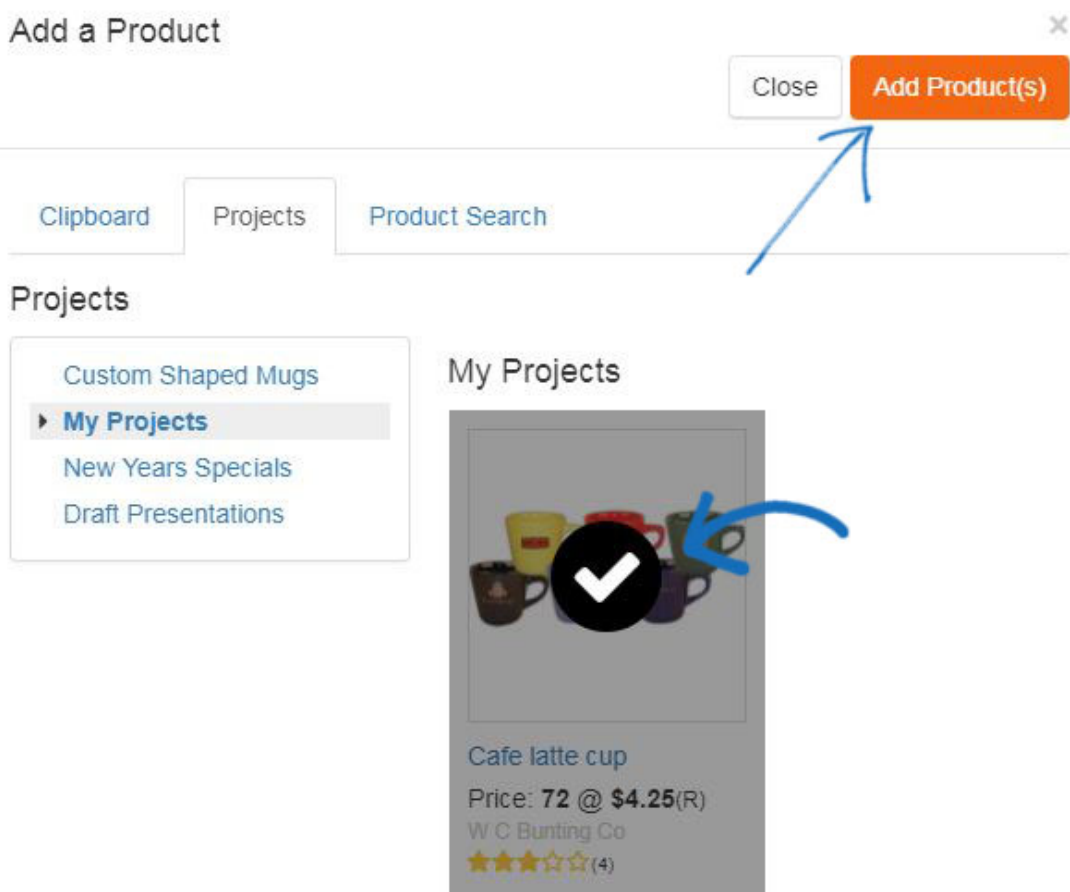 Add a Product
×
Close Add Product(s)
Clipboard Projects Product Search
Projects
Custom Shaped Mugs
My Projects
New Years Specials
Draft Presentations
My Projects
Cafe latte cup
Price: 72 @ $4.25(R)
W C Bunting Co
(4)